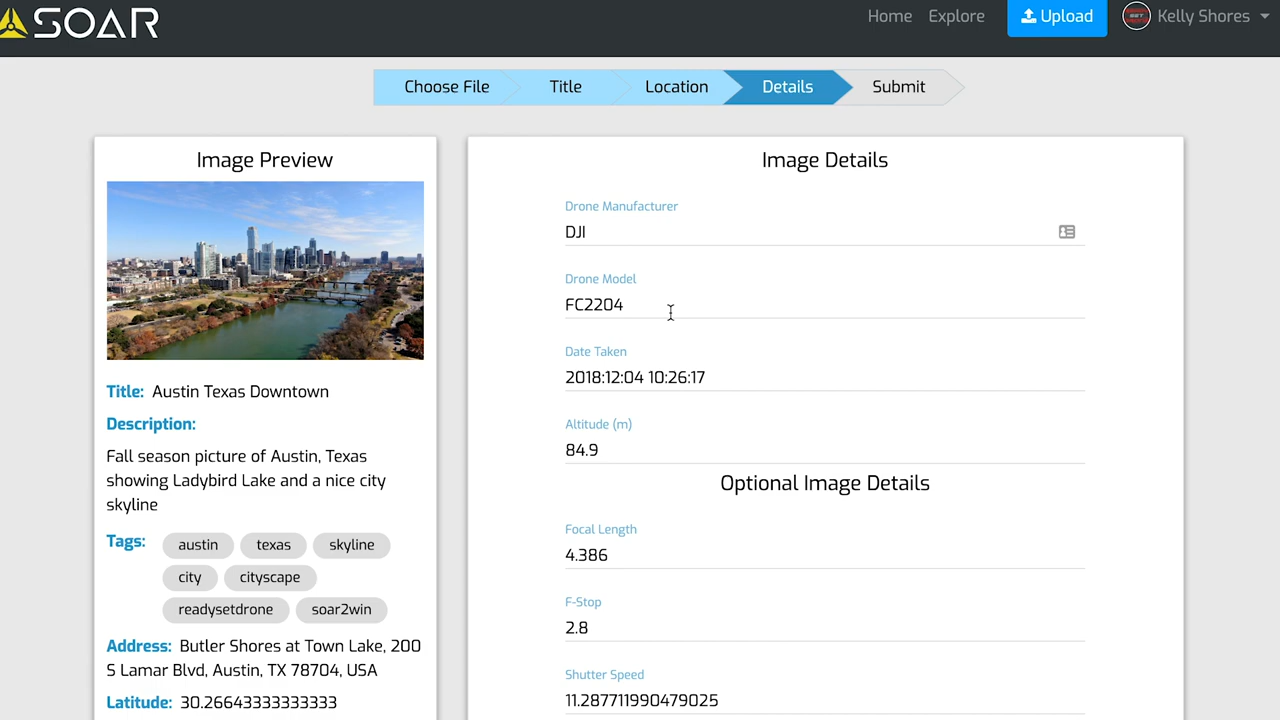 SOAR
Home Explore Upload Kelly Shores
Choose File Title Location Details Submit
Image Preview
Title: Austin Texas Downtown
Description:
Fall season picture of Austin, Texas
showing Ladybird Lake and a nice city
skyline
Tags: austin texas skyline
city cityscape
readysetdrone soar2win
Address: Butler Shores at Town Lake, 200
S Lamar Blvd, Austin, TX 78704, USA
Latitude: 30.26643333333333
Image Details
Drone Manufacturer
DJI
Drone Model
FC2204
Date Taken
2018:12:04 10:26:17
Altitude (m)
84.9
Optional Image Details
Focal Length
4.386
F-Stop
2.8
Shutter Speed
11.287711990479025